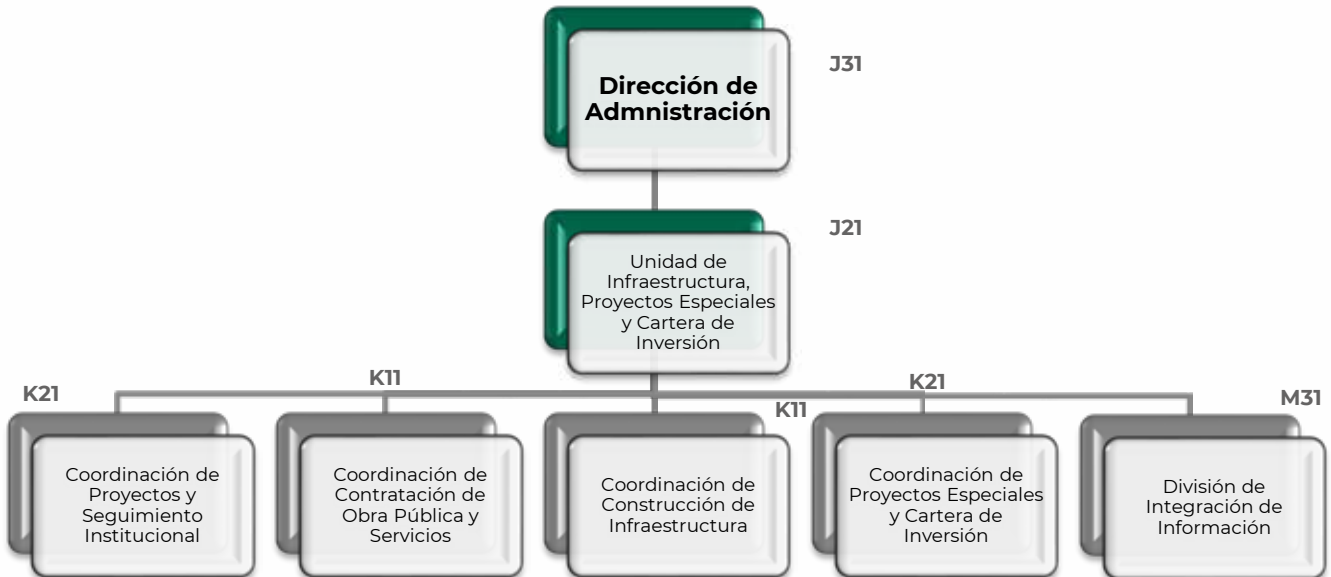 Dirección de
Admnistración
J31
Unidad de
Infraestructura,
Proyectos Especiales
y Cartera de
Inversión
J21
K21
Coordinación de
Proyectos y
Seguimiento
Institucional
K11
Coordinación de
Contratación de
Obra Pública y
Servicios
K11
Coordinación de
Construcción de
Infraestructura
K21
Coordinación de
Proyectos Especiales
y Cartera de
Inversión
M31
División de
Integración de
Información